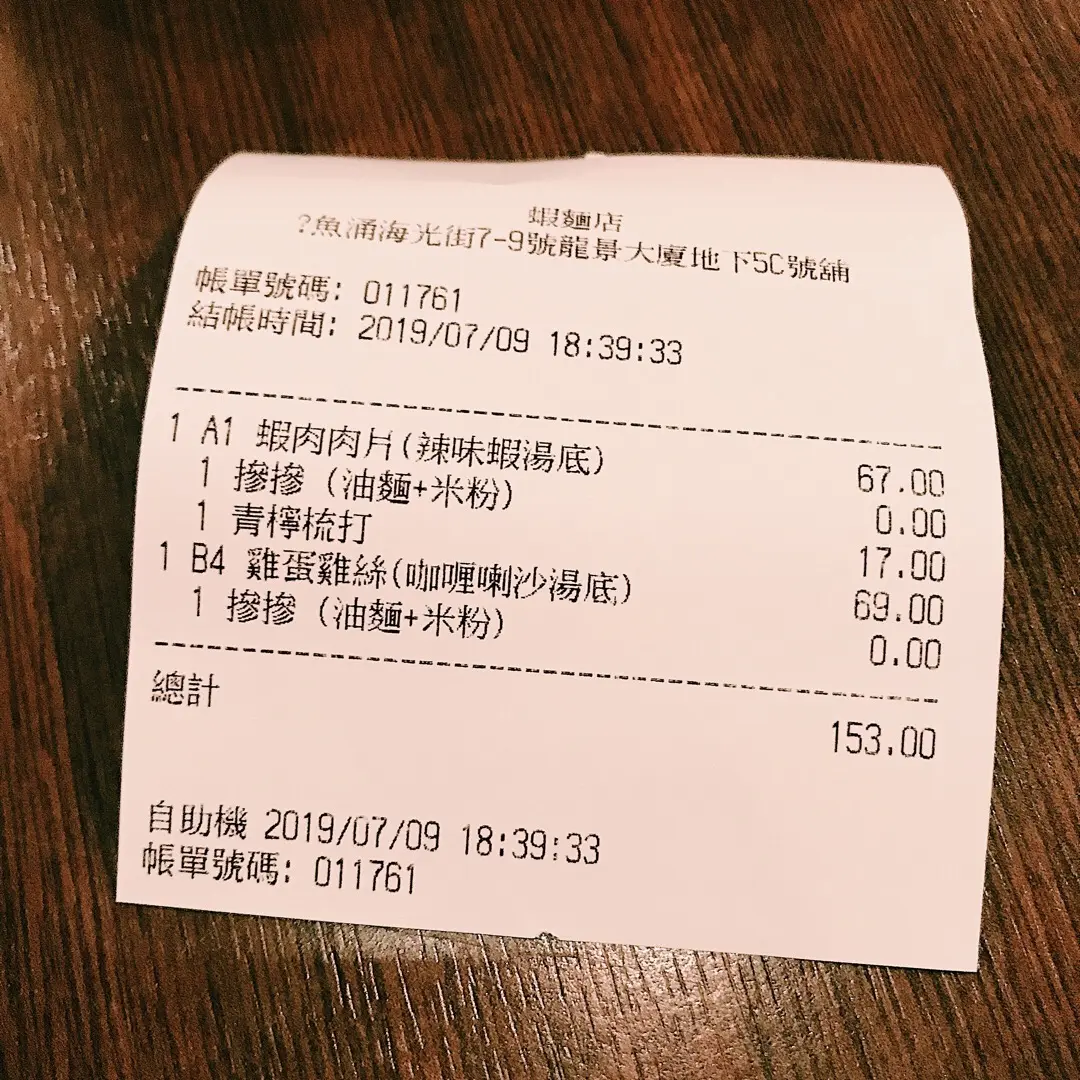 蝦麵店
?魚涌海光街7-9號龍景大廈地下5C號舖
帳單號碼: 011761
結帳時間: 2019/07/09 18:39:33
1 A1 蝦肉肉片(辣味蝦湯底) 67.00
1 摻摻 (油麵+米粉) 0.00
1 青檸梳打 17.00
1 B4 雞蛋雞絲(咖喱喇沙湯底) 69.00
1 摻摻 (油麵+米粉) 0.00
總計 153.00
自助機 2019/07/09 18:39:33
帳單號碼: 011761